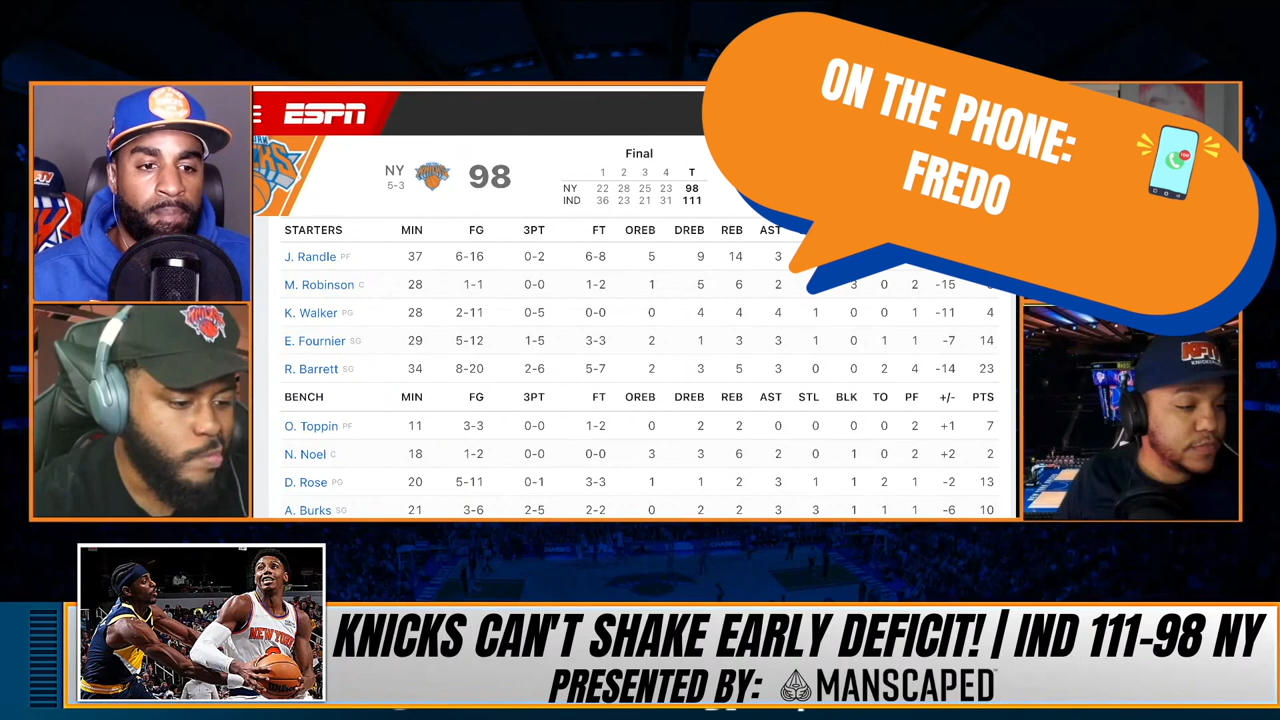 ON THE PHONE:
FREDO
ESPN
NY
5-3
98
Final
1 2 3 4 T
NY 22 28 25 23 98
IND 36 23 21 31 111
STARTERS MIN FG 3PT FT OREB DREB REB AST
J. Randle PF 37 6-16 0-2 6-8 5 9 14 3
M. Robinson C 28 1-1 0-0 1-2 1 5 6 2 3 0 2 -15
K. Walker PG 28 2-11 0-5 0-0 0 4 4 4 1 0 0 1 -11 4
E. Fournier SG 29 5-12 1-5 3-3 2 1 3 3 1 0 1 1 -7 14
R. Barrett SG 34 8-20 2-6 5-7 2 3 5 3 0 0 2 4 -14 23
BENCH MIN FG 3PT FT OREB DREB REB AST STL BLK TO PF +/- PTS
O. Toppin PF 11 3-3 0-0 1-2 0 2 2 0 0 0 0 2 +1 7
N. Noel C 18 1-2 0-0 0-0 3 3 6 2 0 1 0 2 +2 2
D. Rose PG 20 5-11 0-1 3-3 1 1 2 3 1 1 2 1 -2 13
A. Burks SG 21 3-6 2-5 2-2 0 2 2 3 3 1 1 1 -6 10
KNICKS CAN'T SHAKE EARLY DEFICIT! | IND 111-98 NY
PRESENTED BY: MANSCAPED
NEW YORK